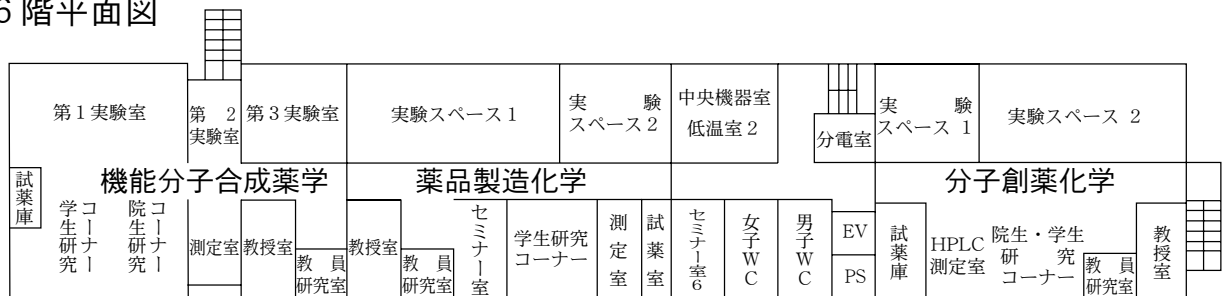 6階平面図
第1実験室
第 2
実験室
第3実験室
実験スペース1
実 験
スペース2
中央機器室
低温室2
分電室
実 験
スペース 1
実験スペース 2
試薬庫
機能分子合成薬学
薬品製造化学
分子創薬化学
学生研究
コーナー
院生研究
コーナー
測定室
教授室
教 員
研究室
教授室
教 員
研究室
セミナー室
学生研究
コーナー
測定室
試薬室
セミナー室6
女子WC
男子WC
EV
PS
試薬庫
HPLC
測定室
院生・学生
研 究
コーナー
教 員
研究室
教授室